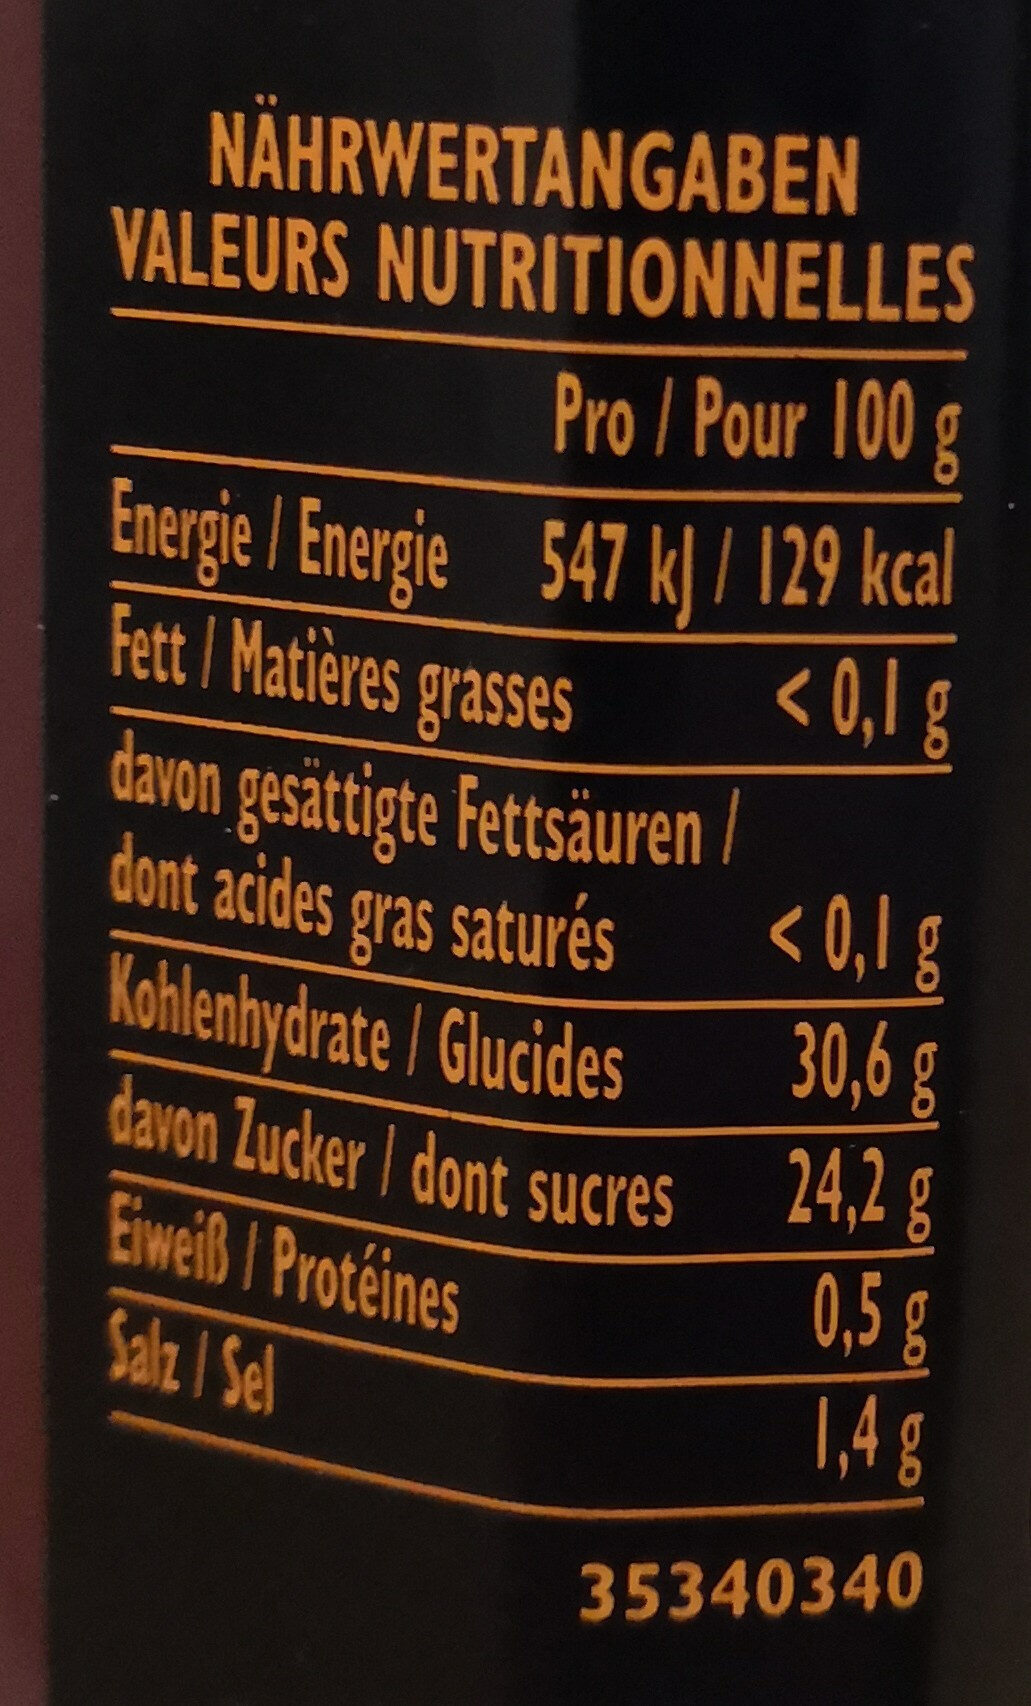 NÄHRWERTANGABEN
VALEURS NUTRITIONNELLES
Pro / Pour 100 g
Energie / Energie 547 kJ / 129 kcal
Fett / Matières grasses < 0,1 g
davon gesättigte Fettsäuren /
dont acides gras saturés < 0,1 g
Kohlenhydrate / Glucides 30,6 g
davon Zucker / dont sucres 24,2 g
Eiweiß / Protéines 0,5 g
Salz / Sel 1,4 g
35340340